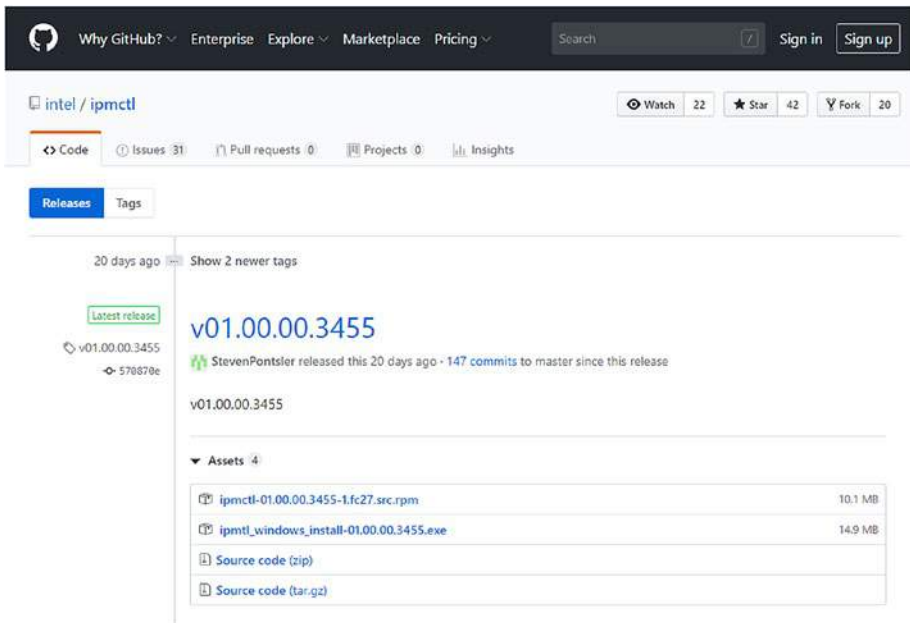 Why GitHub? Enterprise Explore Marketplace Pricing Search / Sign in Sign up
intel / ipmctl Watch 22 Star 42 Fork 20
<> Code Issues 31 Pull requests 0 Projects 0 Insights
Releases Tags
20 days ago ... Show 2 newer tags
Latest release
v01.00.00.3455
v01.00.00.3455
570870e
StevenPontsler released this 20 days ago · 147 commits to master since this release
v01.00.00.3455
Assets 4
ipmctl-01.00.00.3455-1.fc27.src.rpm 10.1 MB
ipmtl_windows_install-01.00.00.3455.exe 14.9 MB
Source code (zip)
Source code (tar.gz)